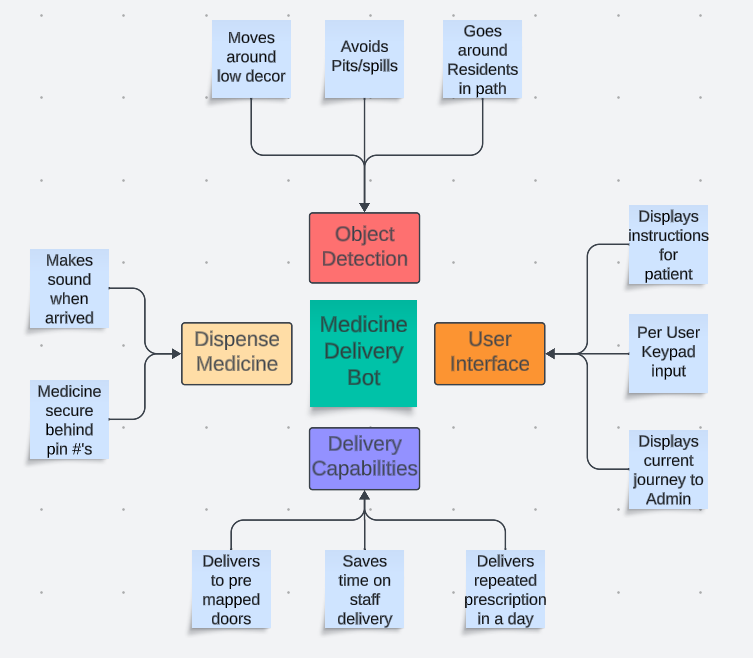 Moves
around
low decor
Avoids
Pits/spills
Goes
around
Residents
in path
Object
Detection
Makes
sound
when
arrived
Medicine
secure
behind
pin #'s
Dispense
Medicine
Medicine
Delivery
Bot
User
Interface
Displays
instructions
for
patient
Per User
Keypad
input
Displays
current
journey to
Admin
Delivery
Capabilities
Delivers
to pre
mapped
doors
Saves
time on
staff
delivery
Delivers
repeated
prescription
in a day